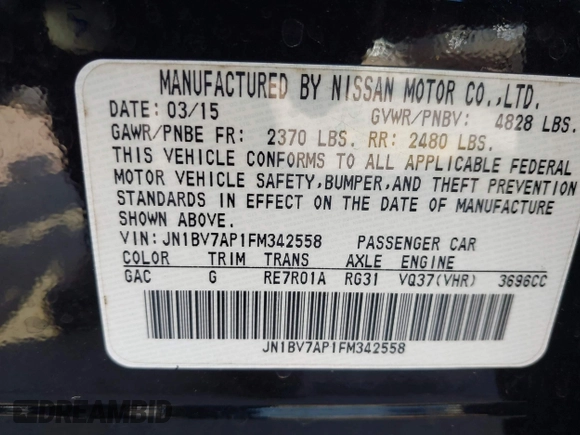 MANUFACTURED BY NISSAN MOTOR CO.,LTD.
DATE: 03/15 GVWR/PNBV: 4828 LBS.
GAWR/PNBE FR: 2370 LBS. RR: 2480 LBS.
THIS VEHICLE CONFORMS TO ALL APPLICABLE FEDERAL
MOTOR VEHICLE SAFETY,BUMPER,AND THEFT PREVENTION
STANDARDS IN EFFECT ON THE DATE OF MANUFACTURE
SHOWN ABOVE.
VIN:JN1BV7AP1FM342558 PASSENGER CAR
COLOR TRIM TRANS AXLE ENGINE
GAC G RE7R01A RG31 VQ37(VHR) 3696CC
JN1BV7AP1FM342558
DREAMBID